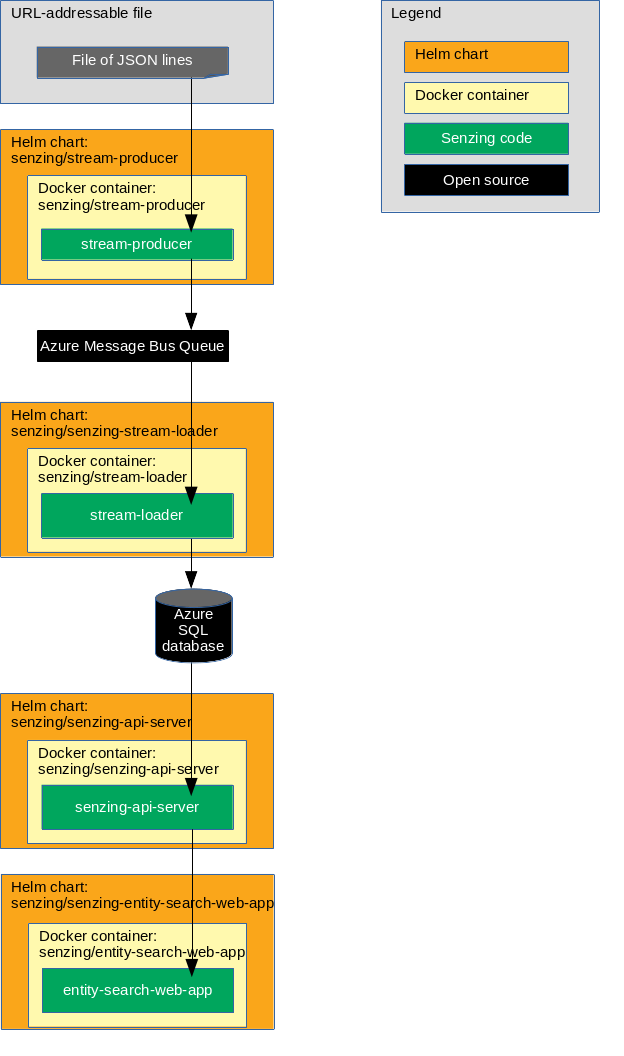 URL-addressable file
File of JSON lines
Helm chart:
senzing/stream-producer
Docker container:
senzing/stream-producer
stream-producer
Azure Message Bus Queue
Helm chart:
senzing/senzing-stream-loader
Docker container:
senzing/stream-loader
stream-loader
Azure
SQL
database
Helm chart:
senzing/senzing-api-server
Docker container:
senzing/senzing-api-server
senzing-api-server
Helm chart:
senzing/senzing-entity-search-web-app
Docker container:
senzing/entity-search-web-app
entity-search-web-app
Legend
Helm chart
Docker container
Senzing code
Open source